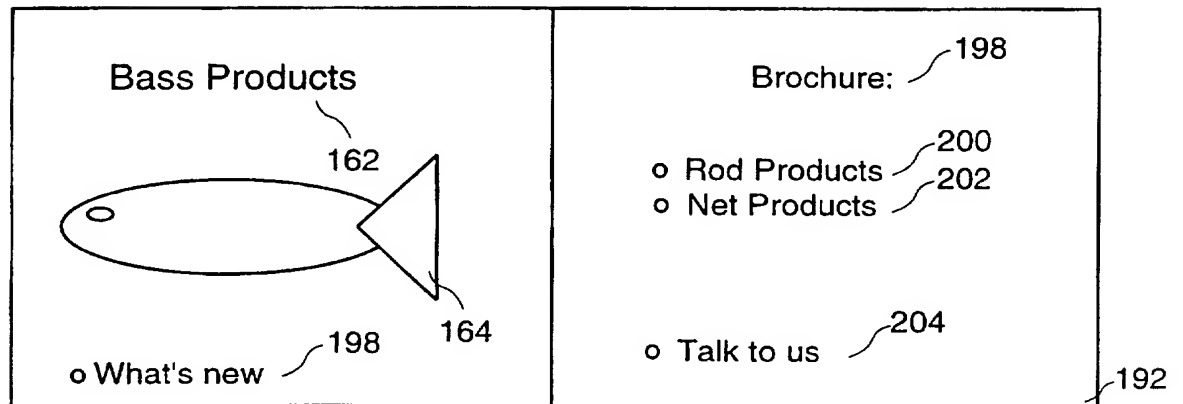 Bass Products
162
164
What's new
198
Brochure:
198
Rod Products
200
Net Products
202
Talk to us
204
192